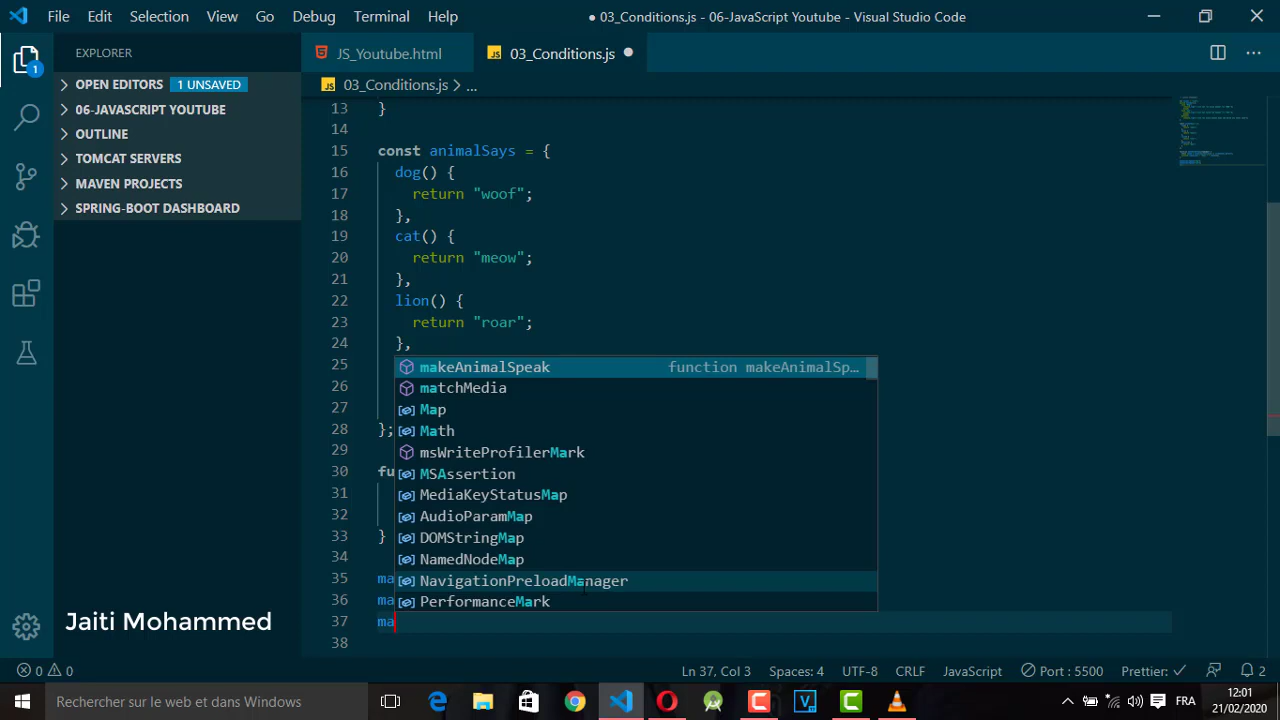 File Edit Selection View Go Debug Terminal Help
● 03_Conditions.js - 06-JavaScript Youtube - Visual Studio Code
EXPLORER
JS_Youtube.html
JS 03_Conditions.js
1
OPEN EDITORS 1 UNSAVED
06-JAVASCRIPT YOUTUBE
OUTLINE
TOMCAT SERVERS
MAVEN PROJECTS
SPRING-BOOT DASHBOARD
JS 03_Conditions.js > ...
13 }
14
15 const animalSays = {
16 dog() {
17 return "woof";
18 },
19 cat() {
20 return "meow";
21 },
22 lion() {
23 return "roar";
24 },
25
26
27
28 };
29
30 fu
31
32
33 }
34
35 ma
36 ma
37 ma
38
makeAnimalSpeak function makeAnimalSp…
matchMedia
Map
Math
msWriteProfilerMark
MSAssertion
MediaKeyStatusMap
AudioParamMap
DOMStringMap
NamedNodeMap
NavigationPreloadManager
PerformanceMark
Jaiti Mohammed
0 0 Ln 37, Col 3 Spaces: 4 UTF-8 CRLF JavaScript Port : 5500 Prettier: ✓ 2
Rechercher sur le web et dans Windows
FRA
12:01
21/02/2020